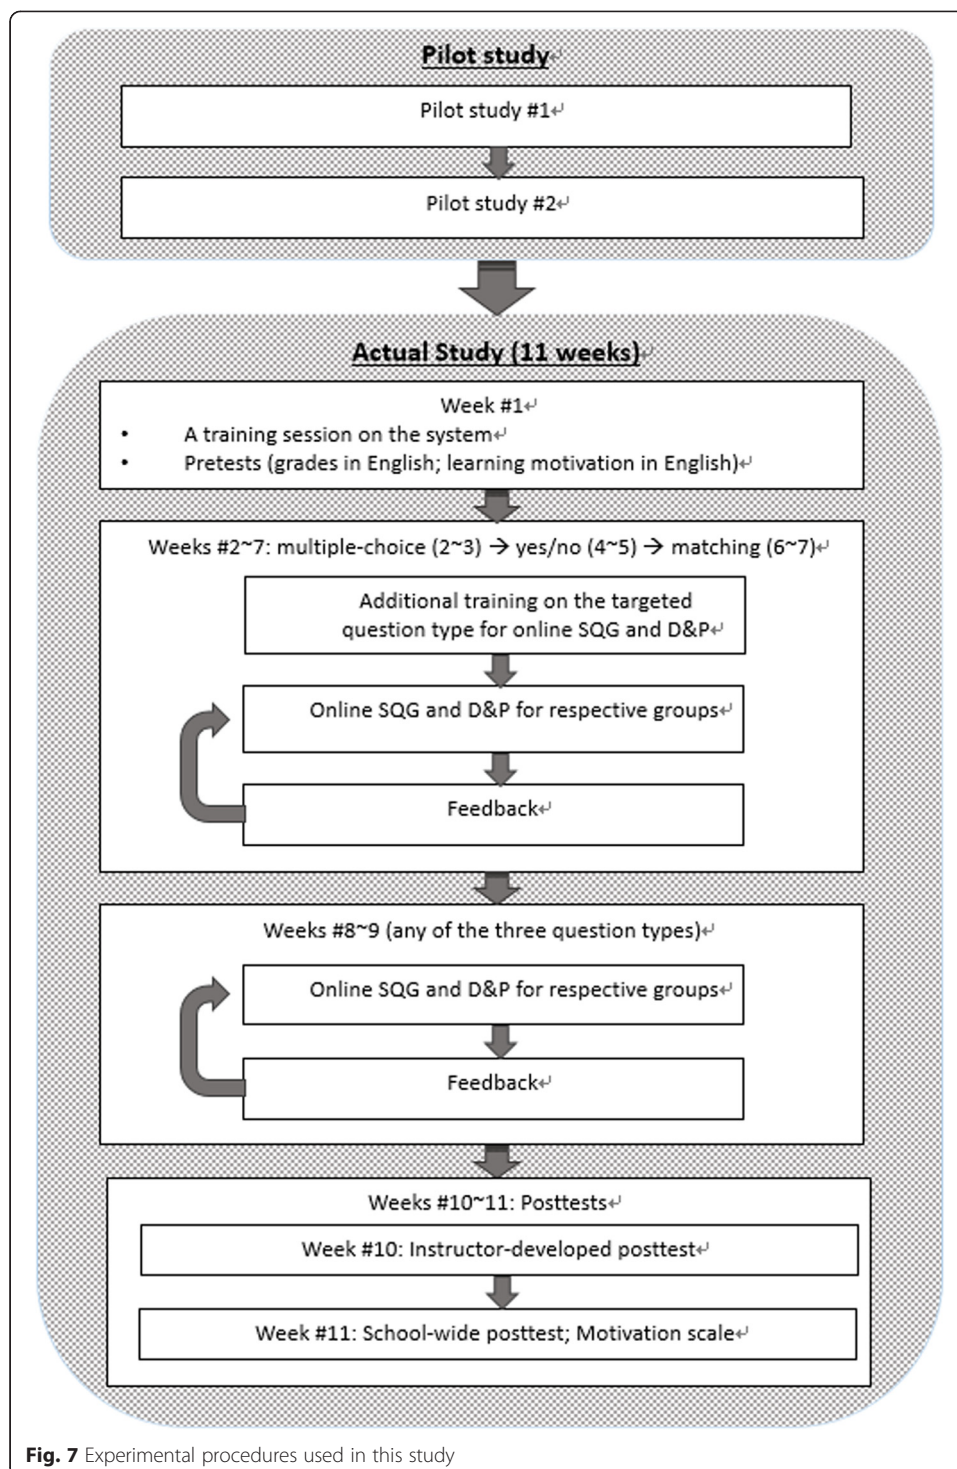 Pilot study↵
Pilot study #1↵
Pilot study #2↵
Actual Study (11 weeks)↵
Week #1↵
• A training session on the system↵
• Pretests (grades in English; learning motivation in English)↵
Weeks #2~7: multiple-choice (2~3) → yes/no (4~5) → matching (6~7)↵
Additional training on the targeted
question type for online SQG and D&P↵
Online SQG and D&P for respective groups↵
Feedback↵
Weeks #8~9 (any of the three question types)↵
Online SQG and D&P for respective groups↵
Feedback↵
Weeks #10~11: Posttests↵
Week #10: Instructor-developed posttest↵
Week #11: School-wide posttest; Motivation scale↵
Fig. 7 Experimental procedures used in this study